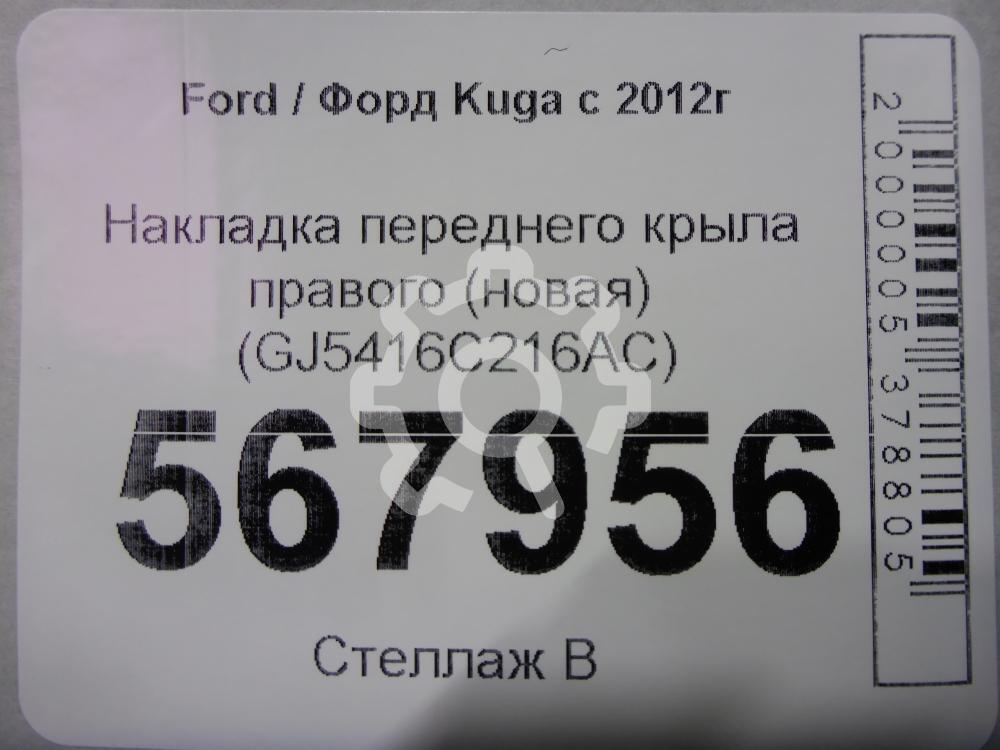 Ford / Форд Kuga с 2012г
Накладка переднего крыла
правого (новая)
(GJ5416C216AC)
567956
Стеллаж В
2000005378805